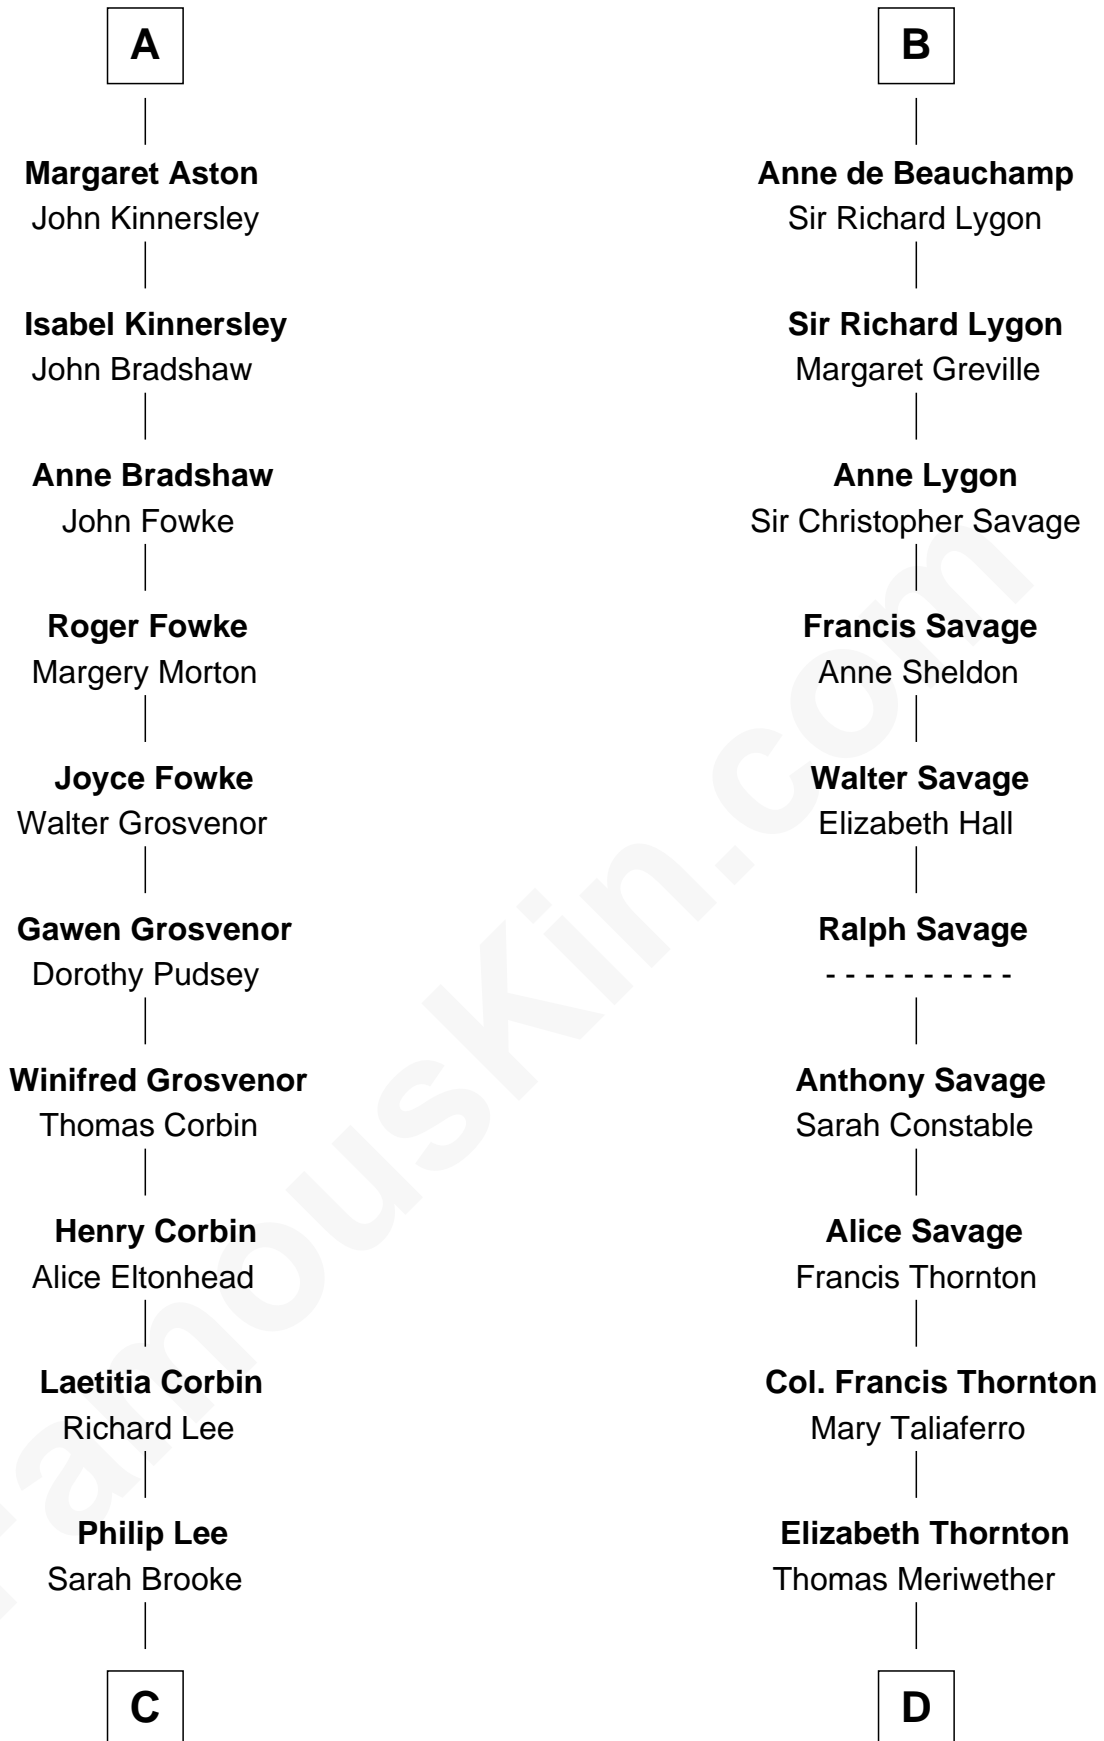 A
Margaret Aston
John Kinnersley
Isabel Kinnersley
John Bradshaw
Anne Bradshaw
John Fowke
Roger Fowke
Margery Morton
Joyce Fowke
Walter Grosvenor
Gawen Grosvenor
Dorothy Pudsey
Winifred Grosvenor
Thomas Corbin
Henry Corbin
Alice Eltonhead
Laetitia Corbin
Richard Lee
Philip Lee
Sarah Brooke
C
B
Anne de Beauchamp
Sir Richard Lygon
Sir Richard Lygon
Margaret Greville
Anne Lygon
Sir Christopher Savage
Francis Savage
Anne Sheldon
Walter Savage
Elizabeth Hall
Ralph Savage
- - - - - - - - - -
Anthony Savage
Sarah Constable
Alice Savage
Francis Thornton
Col. Francis Thornton
Mary Taliaferro
Elizabeth Thornton
Thomas Meriwether
D
FamousKin.com